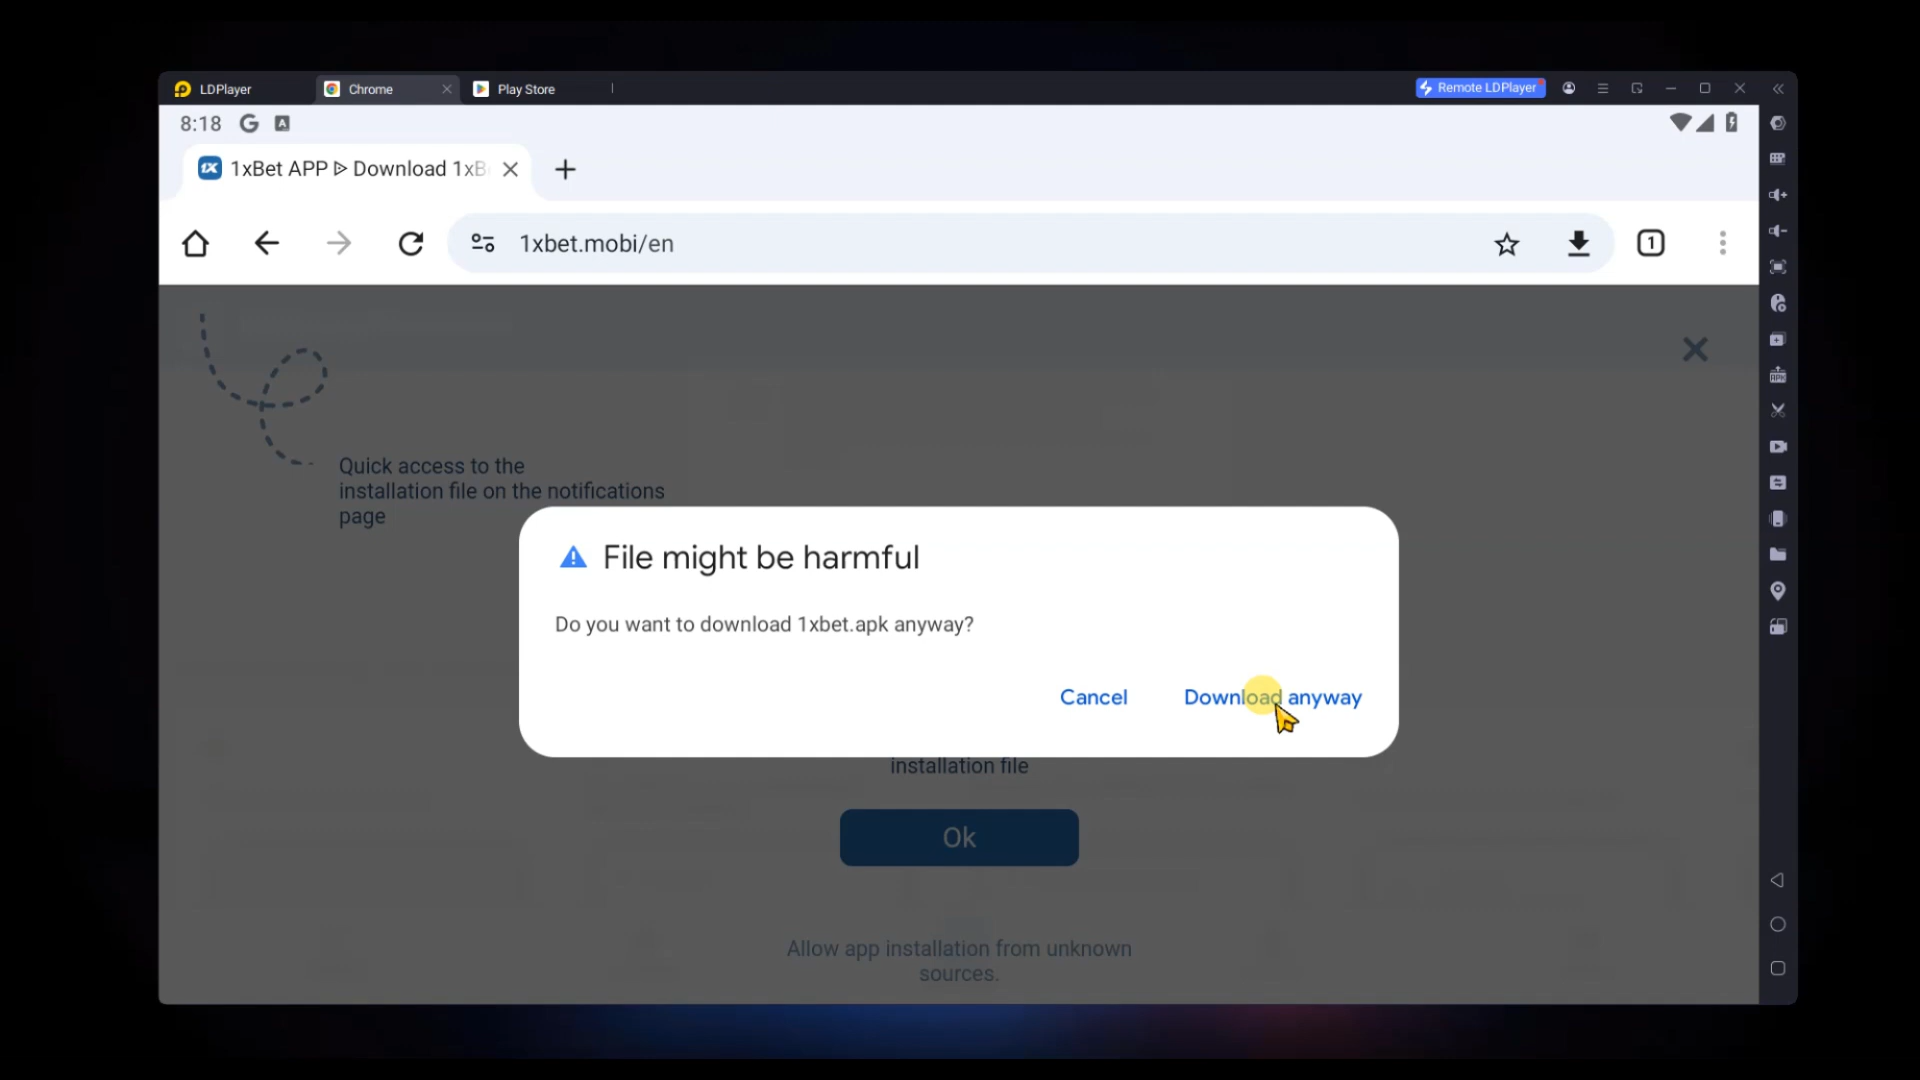 LDPlayer
Chrome
Play Store
Remote LDPlayer
8:18
1xBet APP ᐉ Download 1xB
1
1xbet.mobi/en
Quick access to the
installation file on the notifications
page
File might be harmful
Do you want to download 1xbet.apk anyway?
Cancel
Download anyway
installation file
Ok
Allow app installation from unknown
sources.